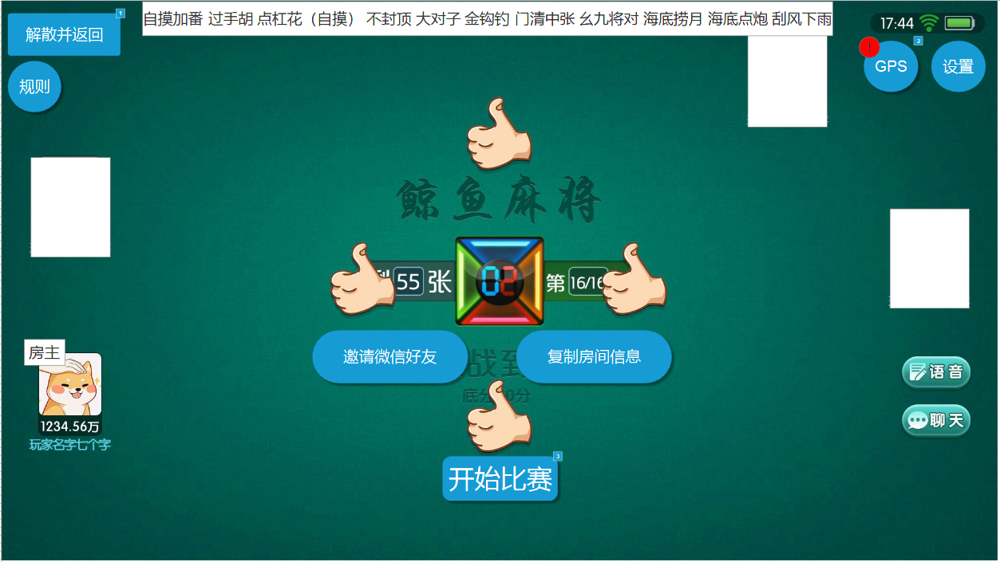 自摸加番 过手胡 点杠花（自摸） 不封顶 大对子 金钩钓 门清中张 幺九将对 海底捞月 海底点炮 刮风下雨
17:44
解散并返回
1
2
!
GPS
设置
规则
鲸鱼麻将
55 张
02
第 16/16
邀请微信好友
战到
复制房间信息
房主
语音
底分 0分
聊天
1234.56万
玩家名字七个字
3
开始比赛